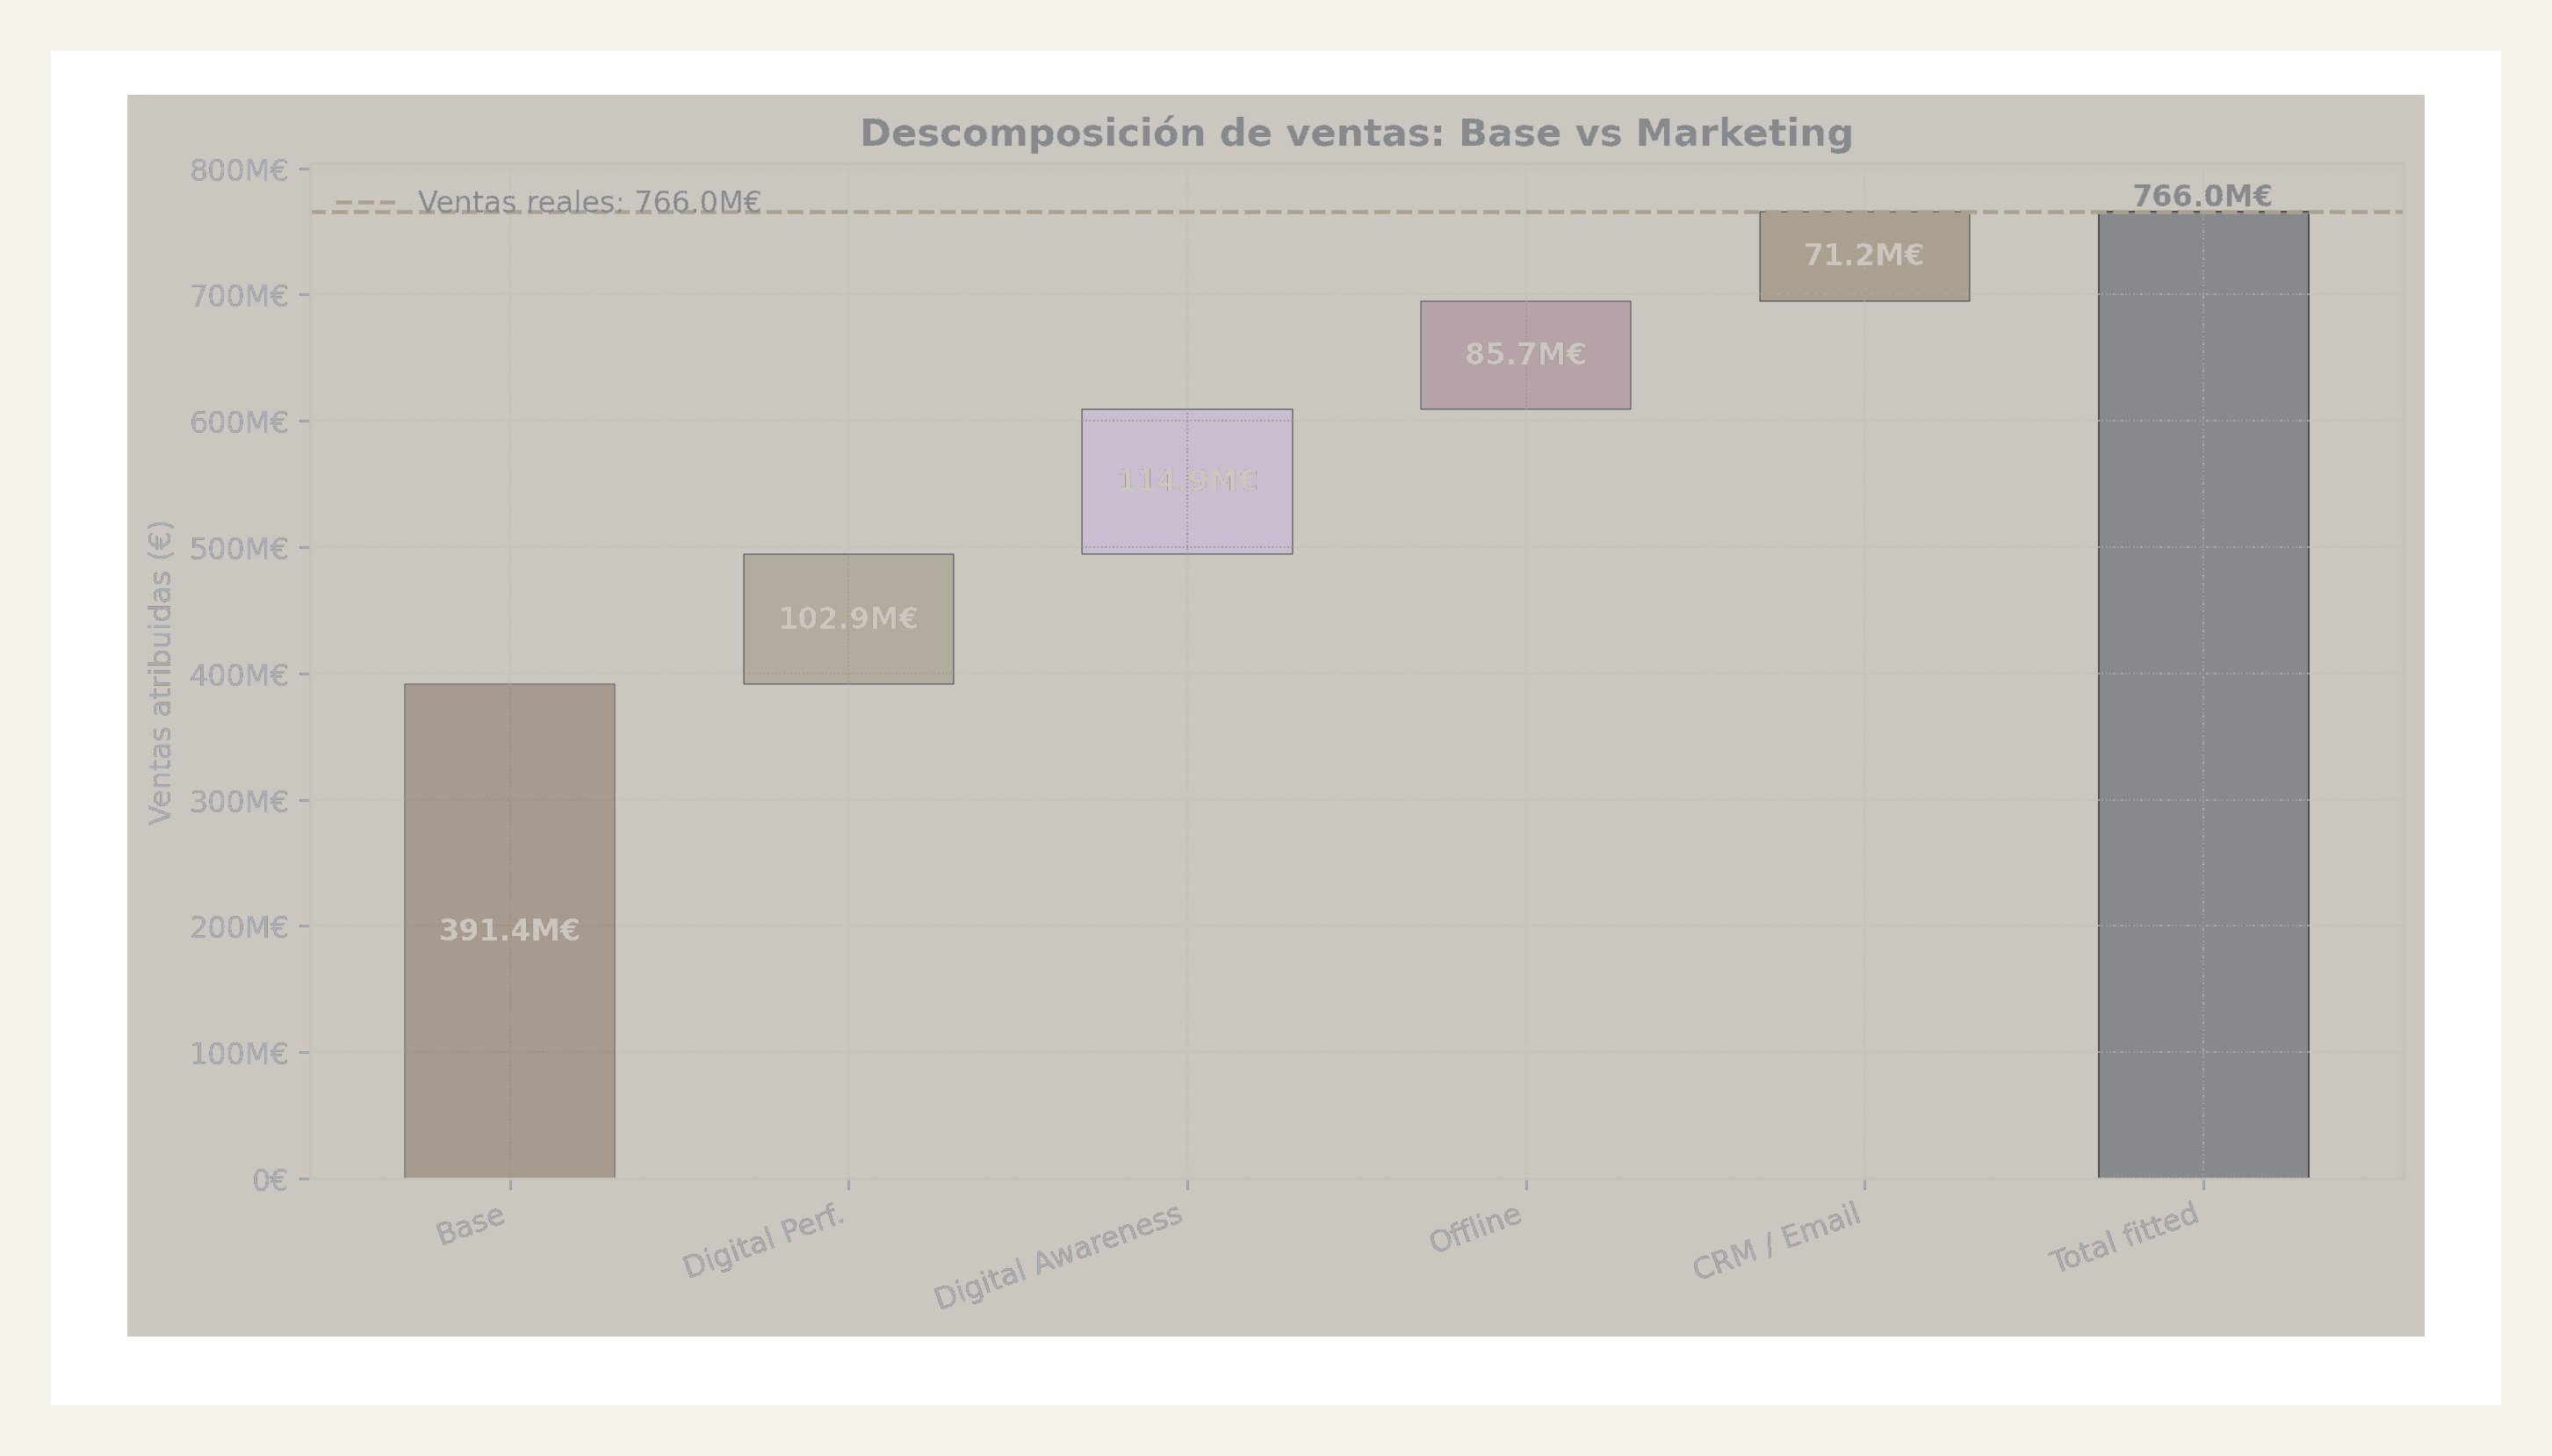 Descomposición de ventas: Base vs Marketing
800M€
Ventas reales: 766.0M€
766.0M€
71.2M€
700M€
85.7M€
600M€
114.9M€
Ventas atribuidas (€)
500M€
102.9M€
400M€
300M€
391.4M€
200M€
100M€
0€
Base
Digital Perf.
Digital Awareness
Offline
CRM / Email
Total fitted